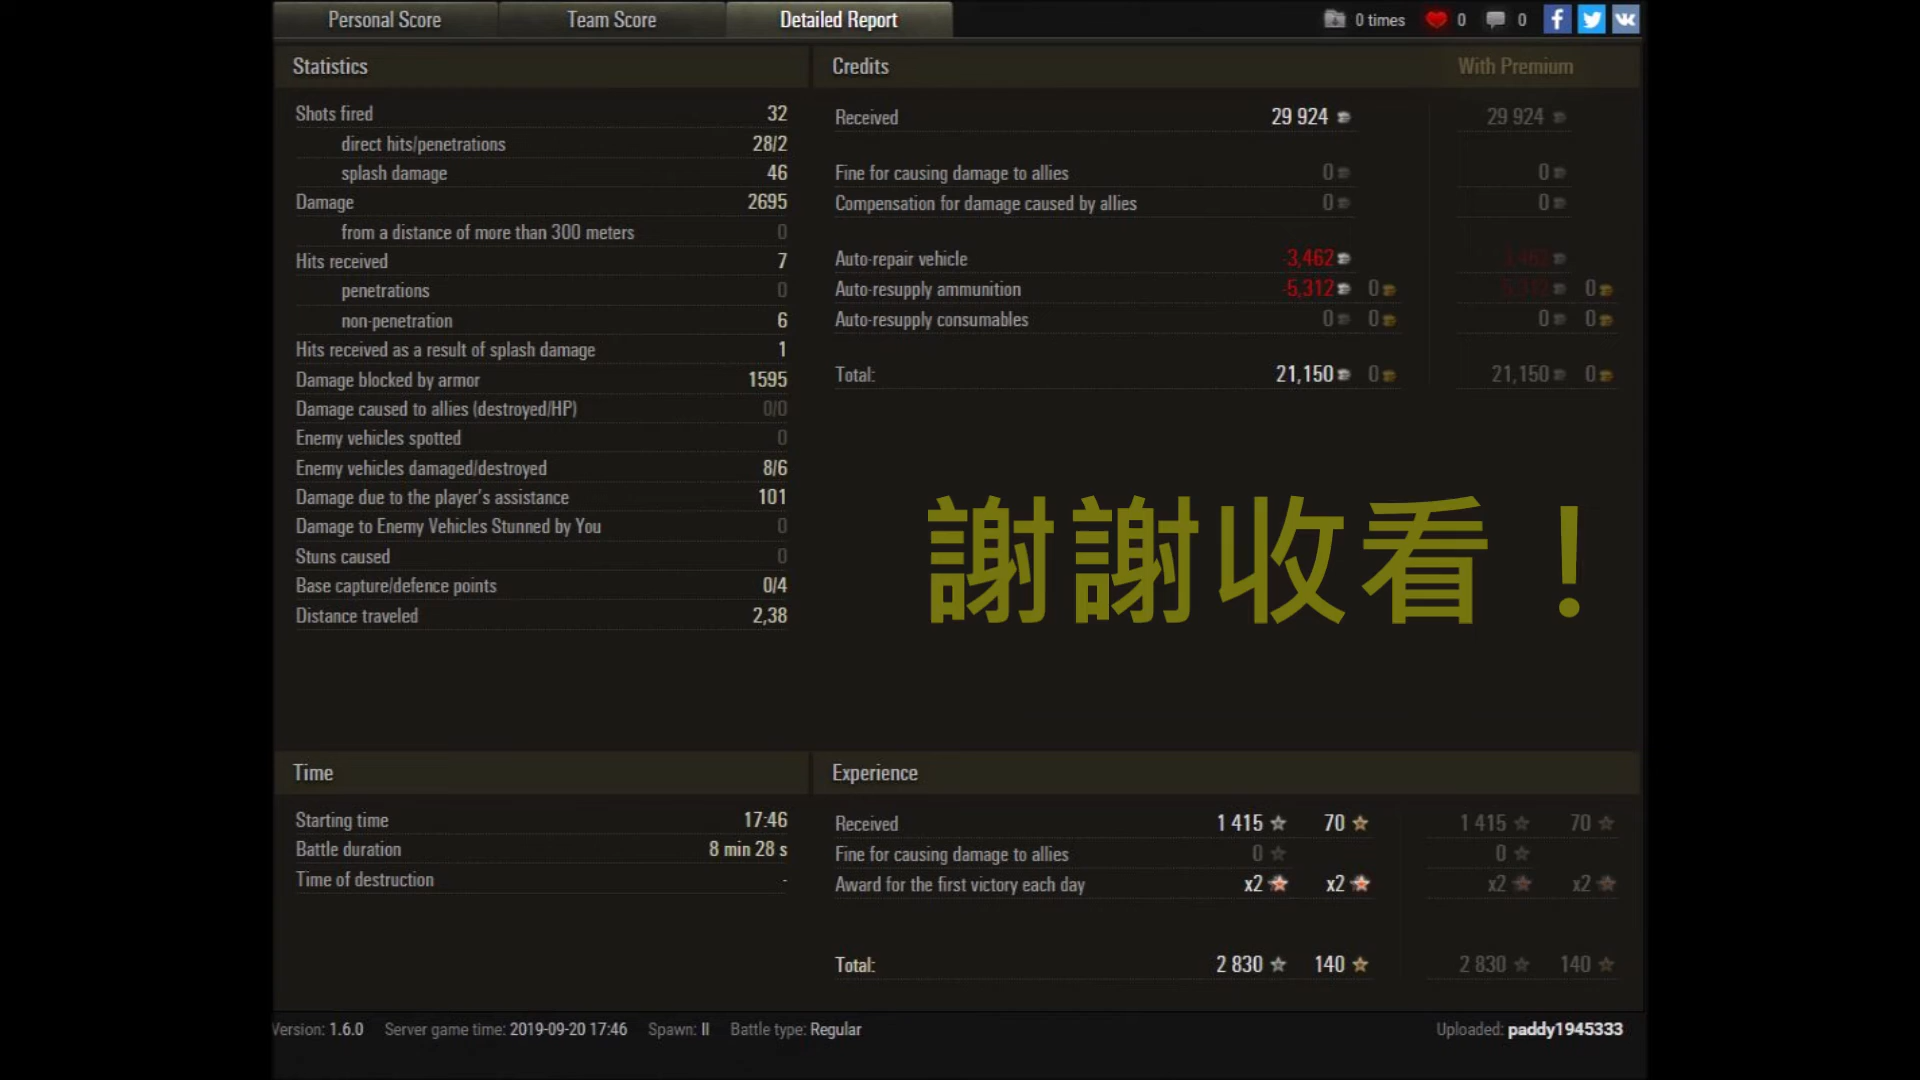 Personal Score Team Score Detailed Report 0 times 0 0
Statistics
Shots fired 32
direct hits/penetrations 28/2
splash damage 46
Damage 2695
from a distance of more than 300 meters 0
Hits received 7
penetrations 0
non-penetration 6
Hits received as a result of splash damage 1
Damage blocked by armor 1595
Damage caused to allies (destroyed/HP) 0/0
Enemy vehicles spotted 0
Enemy vehicles damaged/destroyed 8/6
Damage due to the player's assistance 101
Damage to Enemy Vehicles Stunned by You 0
Stuns caused 0
Base capture/defence points 0/4
Distance traveled 2,38
Credits With Premium
Received 29 924 29 924
Fine for causing damage to allies 0 0
Compensation for damage caused by allies 0 0
Auto-repair vehicle -3,462 -3,462
Auto-resupply ammunition -5,312 0 -5,312 0
Auto-resupply consumables 0 0 0 0
Total: 21,150 0 21,150 0
謝謝收看！
Time
Starting time 17:46
Battle duration 8 min 28 s
Time of destruction -
Experience
Received 1 415 70 1 415 70
Fine for causing damage to allies 0 0
Award for the first victory each day x2 x2 x2 x2
Total: 2 830 140 2 830 140
Version: 1.6.0 Server game time: 2019-09-20 17:46 Spawn: II Battle type: Regular Uploaded: paddy1945333